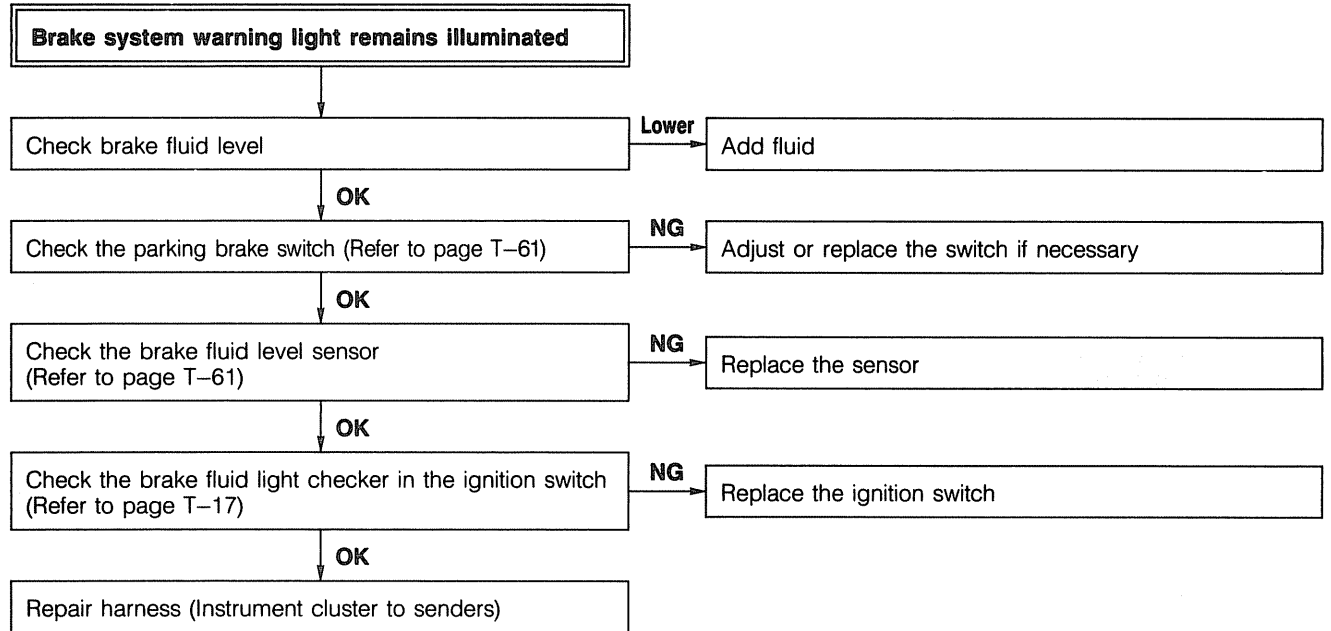 Brake system warning light remains illuminated
Check brake fluid level
Lower
Add fluid
OK
Check the parking brake switch (Refer to page T–61)
NG
Adjust or replace the switch if necessary
OK
Check the brake fluid level sensor
(Refer to page T–61)
NG
Replace the sensor
OK
Check the brake fluid light checker in the ignition switch
(Refer to page T–17)
NG
Replace the ignition switch
OK
Repair harness (Instrument cluster to senders)